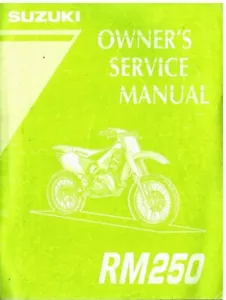 SUZUKI
OWNER'S
SERVICE
MANUAL
RM250